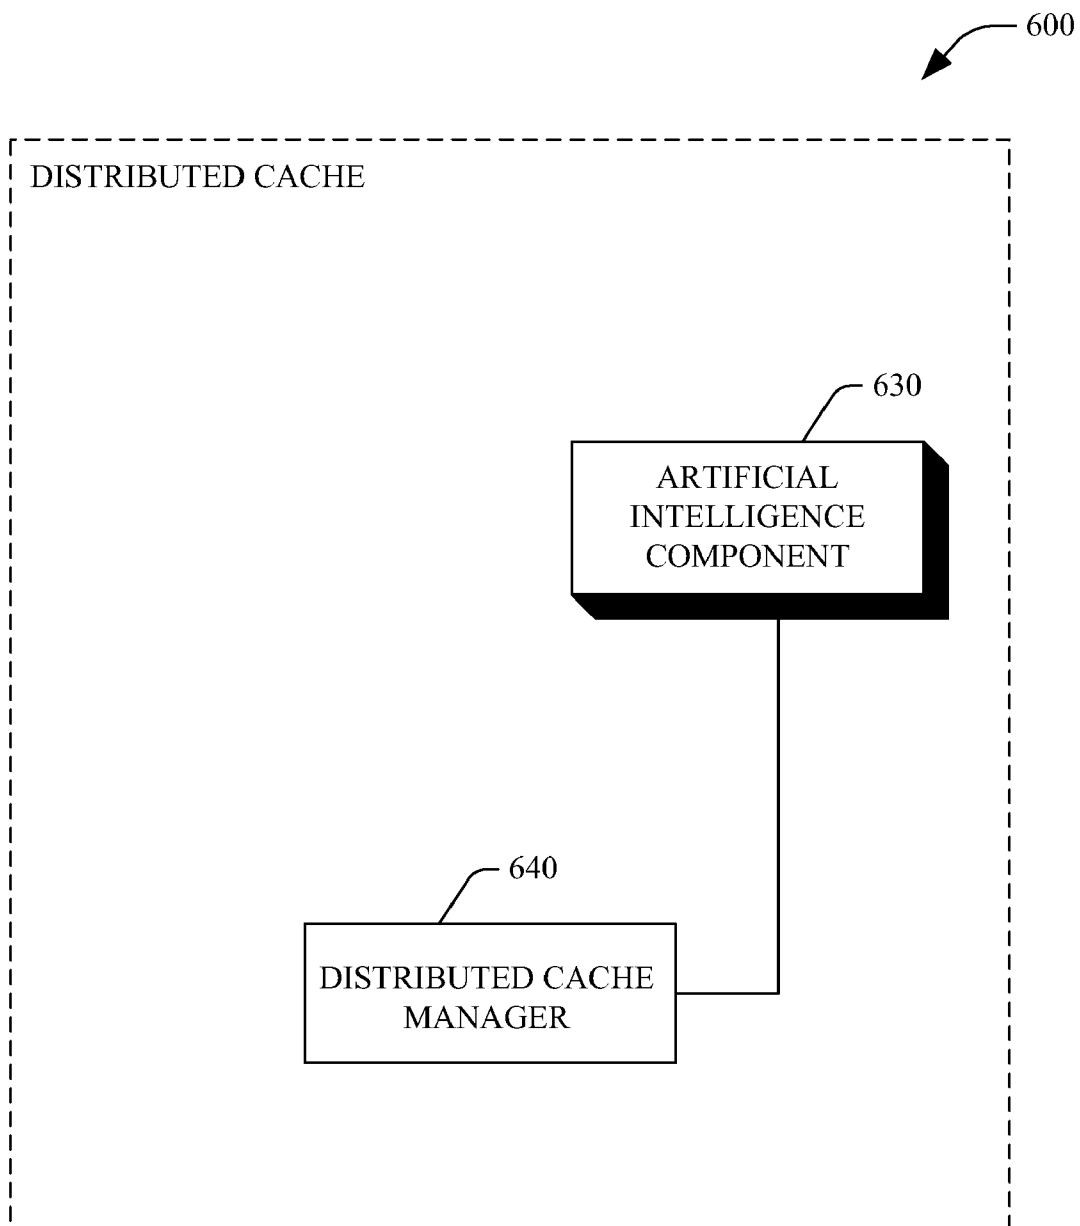 600
DISTRIBUTED CACHE
630
ARTIFICIAL
INTELLIGENCE
COMPONENT
640
DISTRIBUTED CACHE
MANAGER